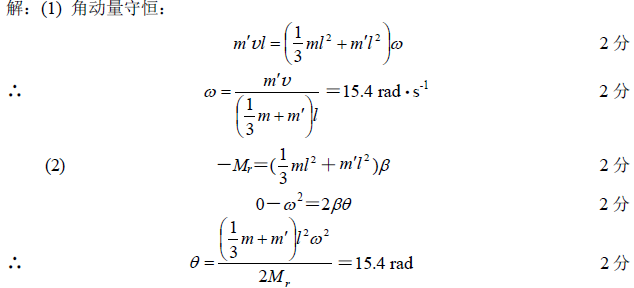 解：(1) 角动量守恒：
m′υl＝(1/3 ml²＋m′l²)ω 2 分
∴ ω＝m′υ/((1/3 m＋m′)l)＝15.4 rad·s⁻¹ 2 分
(2) －Mᵣ＝(1/3 ml²＋m′l²)β 2 分
0－ω²＝2βθ 2 分
∴ θ＝((1/3 m＋m′)l²ω²)/(2Mᵣ)＝15.4 rad 2 分